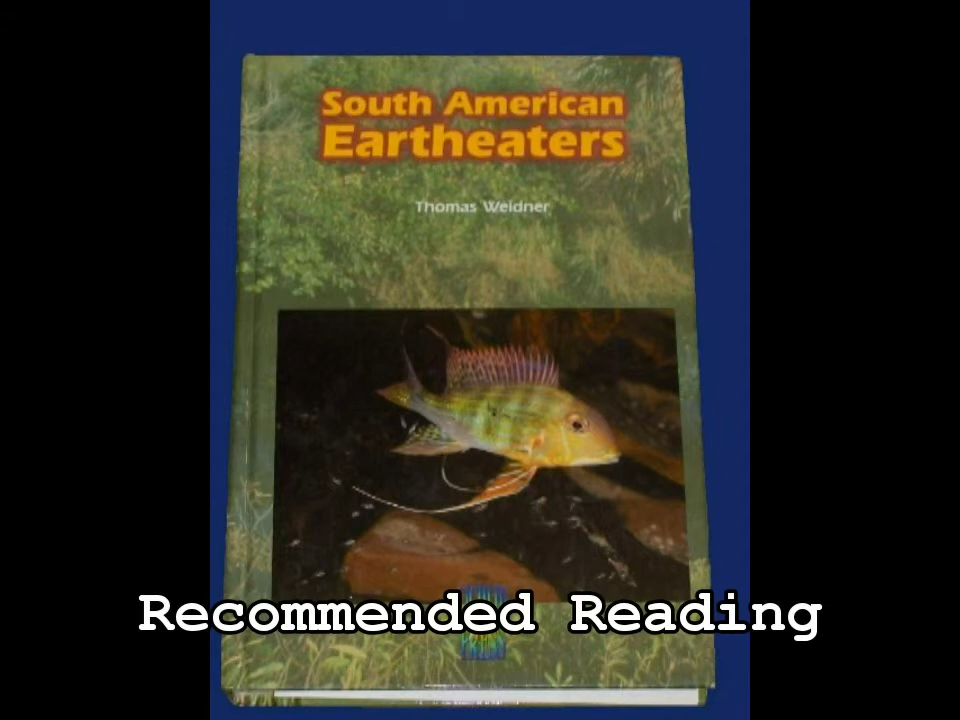 South American
Eartheaters
Thomas Weidner
Recommended Reading